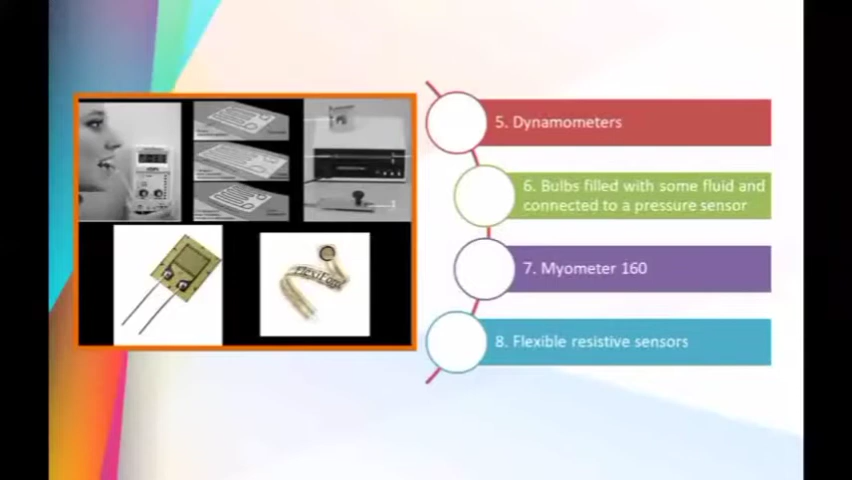 5. Dynamometers
6. Bulbs filled with some fluid and
connected to a pressure sensor
7. Myometer 160
8. Flexible resistive sensors